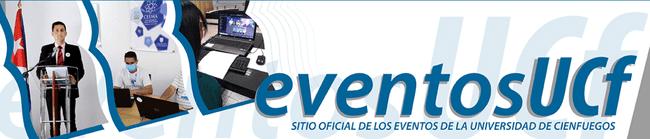 eventosUCf
SITIO OFICIAL DE LOS EVENTOS DE LA UNIVERSIDAD DE CIENFUEGOS